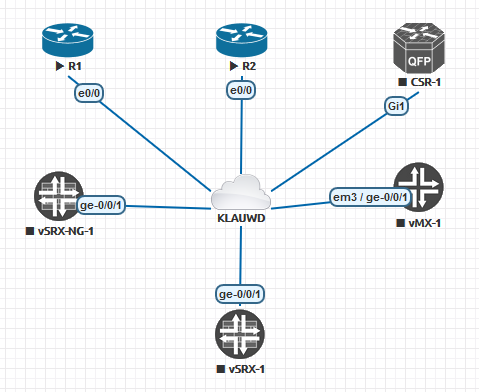 R1
R2
QFP
CSR-1
e0/0
e0/0
Gi1
ge-0/0/1
em3 / ge-0/0/1
vSRX-NG-1
KLAUWD
vMX-1
ge-0/0/1
vSRX-1